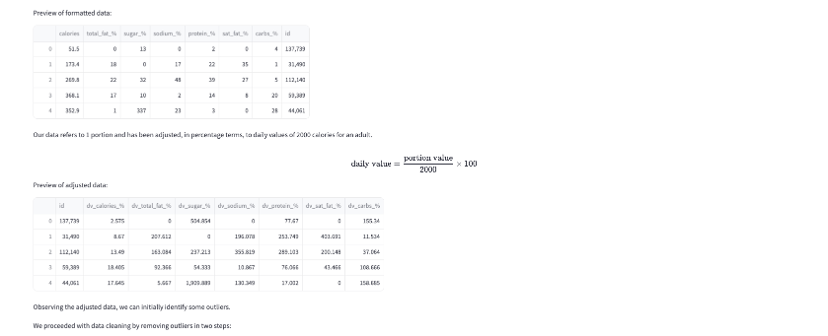 Preview of formatted data:
calories total_fat_% sugar_% sodium_% protein_% sat_fat_% carbs_% id
0 51.5 0 13 0 2 0 4 137,739
1 173.4 18 0 17 22 35 1 31,490
2 269.8 22 32 48 39 27 5 112,140
3 368.1 17 10 2 14 8 20 59,389
4 352.9 1 337 23 3 0 28 44,061
Our data refers to 1 portion and has been adjusted, in percentage terms, to daily values of 2000 calories for an adult.
daily value = portion value / 2000 × 100
Preview of adjusted data:
id dv_calories_% dv_total_fat_% dv_sugar_% dv_sodium_% dv_protein_% dv_sat_fat_% dv_carbs_%
0 137,739 2.575 0 504.854 0 77.67 0 155.34
1 31,490 8.67 207.612 0 196.078 253.749 403.691 11.534
2 112,140 13.49 163.084 237.213 355.819 289.103 200.148 37.064
3 59,389 18.405 92.366 54.333 10.867 76.066 43.466 108.666
4 44,061 17.645 5.667 1,909.889 130.349 17.002 0 158.685
Observing the adjusted data, we can initially identify some outliers.
We proceeded with data cleaning by removing outliers in two steps: